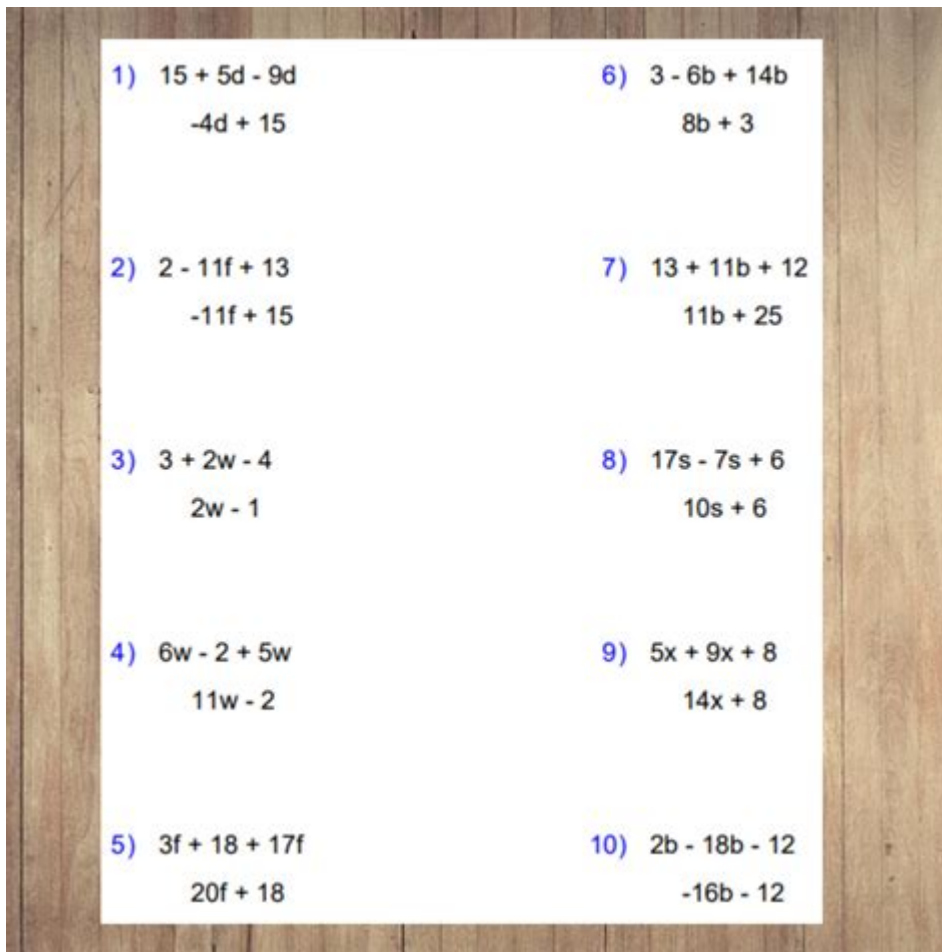 1) 15 + 5d - 9d
-4d + 15
2) 2 - 11f + 13
-11f + 15
3) 3 + 2w - 4
2w - 1
4) 6w - 2 + 5w
11w - 2
5) 3f + 18 + 17f
20f + 18
6) 3 - 6b + 14b
8b + 3
7) 13 + 11b + 12
11b + 25
8) 17s - 7s + 6
10s + 6
9) 5x + 9x + 8
14x + 8
10) 2b - 18b - 12
-16b - 12